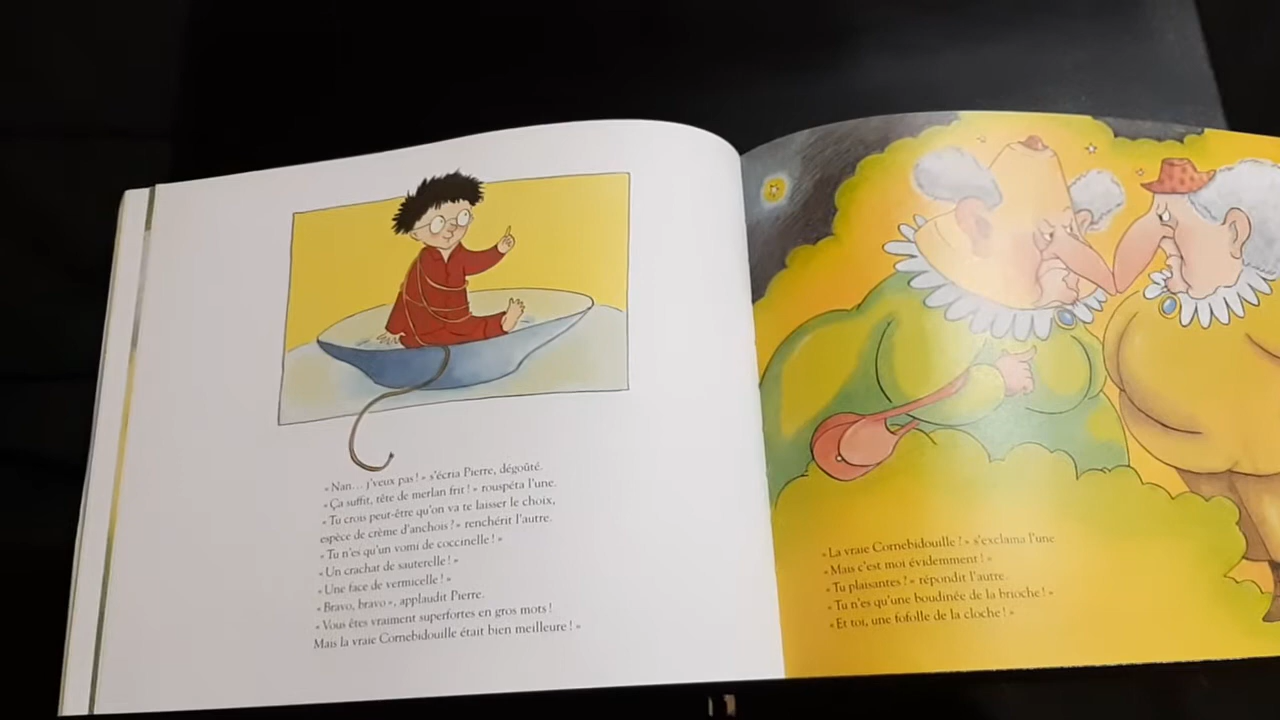 « Nan... j'veux pas ! » s'écria Pierre, dégoûté.
« Ça suffit, tête de merlan frit ! » rouspéta l'une.
« Tu crois peut-être qu'on va te laisser le choix,
espèce de crème d'anchois ? » renchérit l'autre.
« Tu n'es qu'un vomi de coccinelle ! »
« Un crachat de sauterelle ! »
« Une face de vermicelle ! »
« Bravo, bravo », applaudit Pierre.
« Vous êtes vraiment superfortes en gros mots !
Mais la vraie Cornebidouille était bien meilleure ! »
« La vraie Cornebidouille ! » s'exclama l'une
« Mais c'est moi évidemment ! »
« Tu plaisantes ? » répondit l'autre.
« Tu n'es qu'une boudinée de la brioche ! »
« Et toi, une fofolle de la cloche ! »